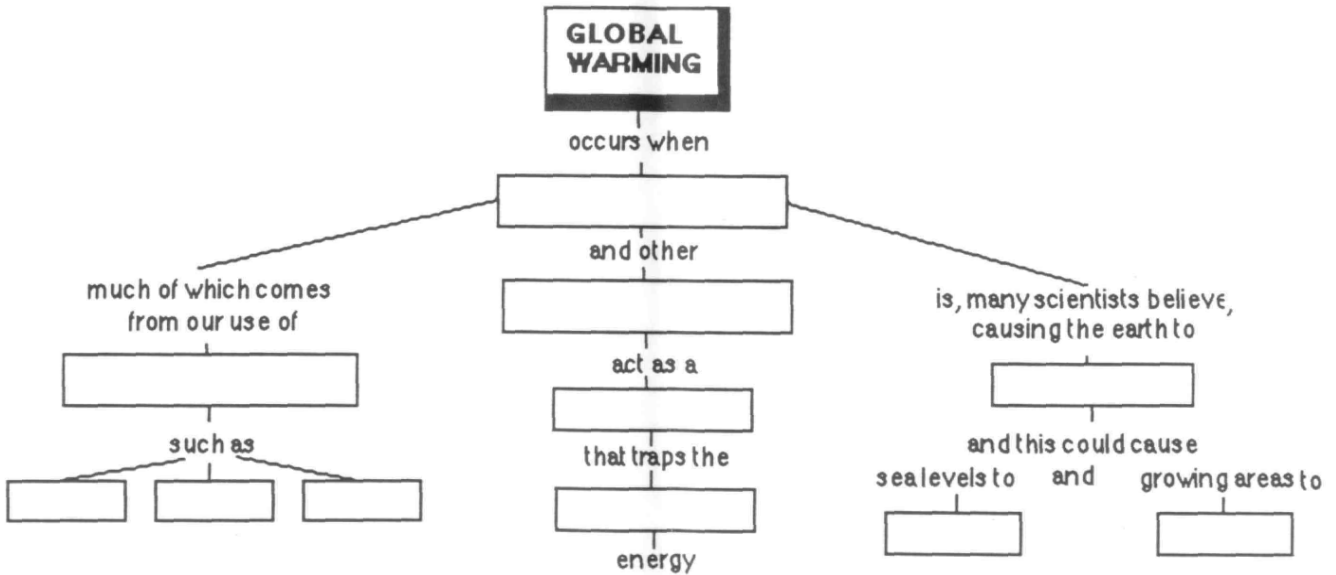 GLOBAL
WARMING
occurs when
and other
much of which comes
from our use of
is, many scientists believe,
causing the earth to
act as a
such as
that traps the
and this could cause
sea levels to
and
growing areas to
energy